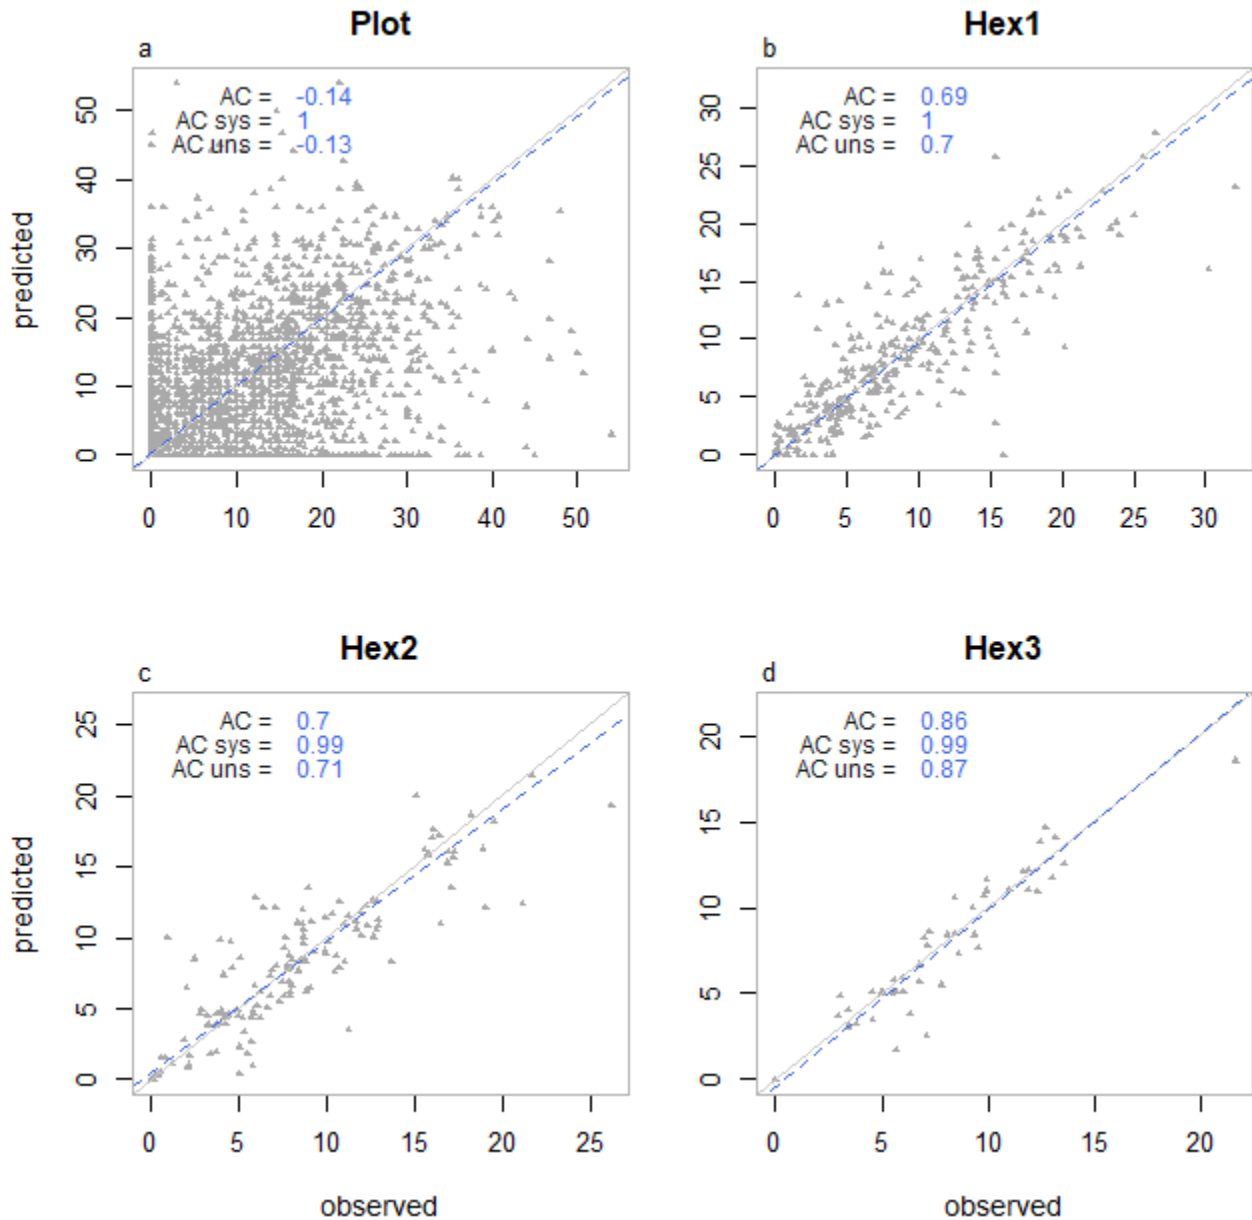 Plot
a
AC = -0.14
AC sys = 1
AC uns = -0.13
predicted
50
40
30
20
10
0
0 10 20 30 40 50
Hex1
b
AC = 0.69
AC sys = 1
AC uns = 0.7
30
25
20
15
10
5
0
0 5 10 15 20 25 30
Hex2
c
AC = 0.7
AC sys = 0.99
AC uns = 0.71
predicted
25
20
15
10
5
0
0 5 10 15 20 25
observed
Hex3
d
AC = 0.86
AC sys = 0.99
AC uns = 0.87
20
15
10
5
0
0 5 10 15 20
observed